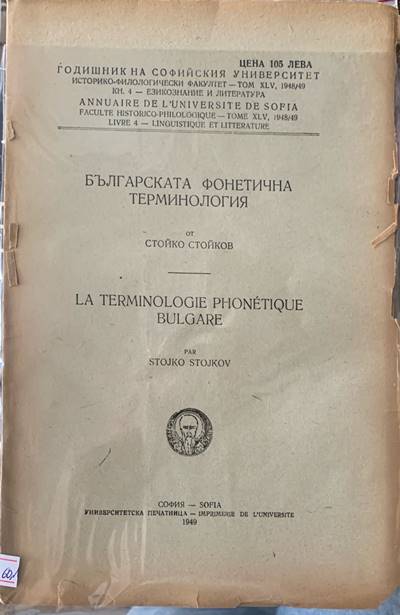 ЦЕНА 105 ЛЕВА
ГОДИШНИК НА СОФИЙСКИЯ УНИВЕРСИТЕТ
ИСТОРИКО-ФИЛОЛОГИЧЕСКИ ФАКУЛТЕТ — ТОМ XLV, 1948/49
КН. 4 — ЕЗИКОЗНАНИЕ И ЛИТЕРАТУРА
ANNUAIRE DE L'UNIVERSITE DE SOFIA
FACULTE HISTORICO-PHILOLOGIQUE — TOME XLV, 1948/49
LIVRE 4 — LINGUISTIQUE ET LITTERATURE
БЪЛГАРСКАТА ФОНЕТИЧНА
ТЕРМИНОЛОГИЯ
ОТ
СТОЙКО СТОЙКОВ
LA TERMINOLOGIE PHONÉTIQUE
BULGARE
PAR
STOJKO STOJKOV
СОФИЯ — SOFIA
УНИВЕРСИТЕТСКА ПЕЧАТНИЦА — IMPRIMERIE DE L'UNIVERSITE
1949